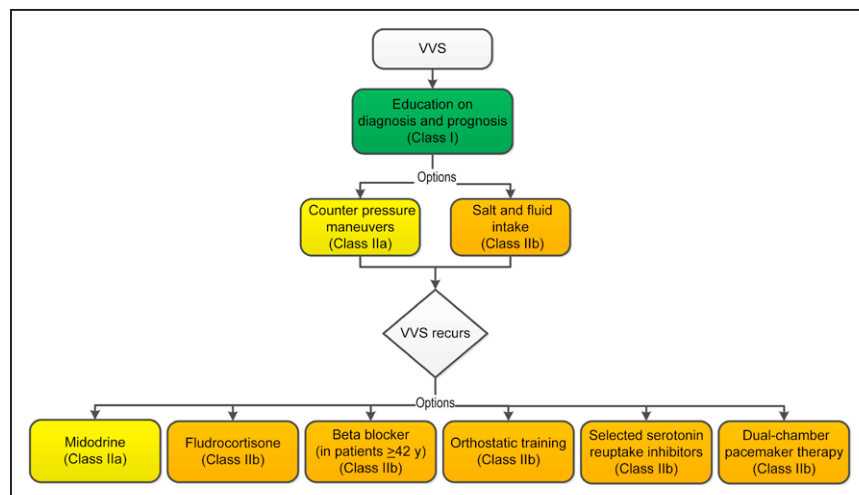 VVS
Education on
diagnosis and prognosis
(Class I)
Options
Counter pressure
maneuvers
(Class IIa)
Salt and fluid
intake
(Class IIb)
VVS recurs
Options
Midodrine
(Class IIa)
Fludrocortisone
(Class IIb)
Beta blocker
(in patients ≥42 y)
(Class IIb)
Orthostatic training
(Class IIb)
Selected serotonin
reuptake inhibitors
(Class IIb)
Dual-chamber
pacemaker therapy
(Class IIb)